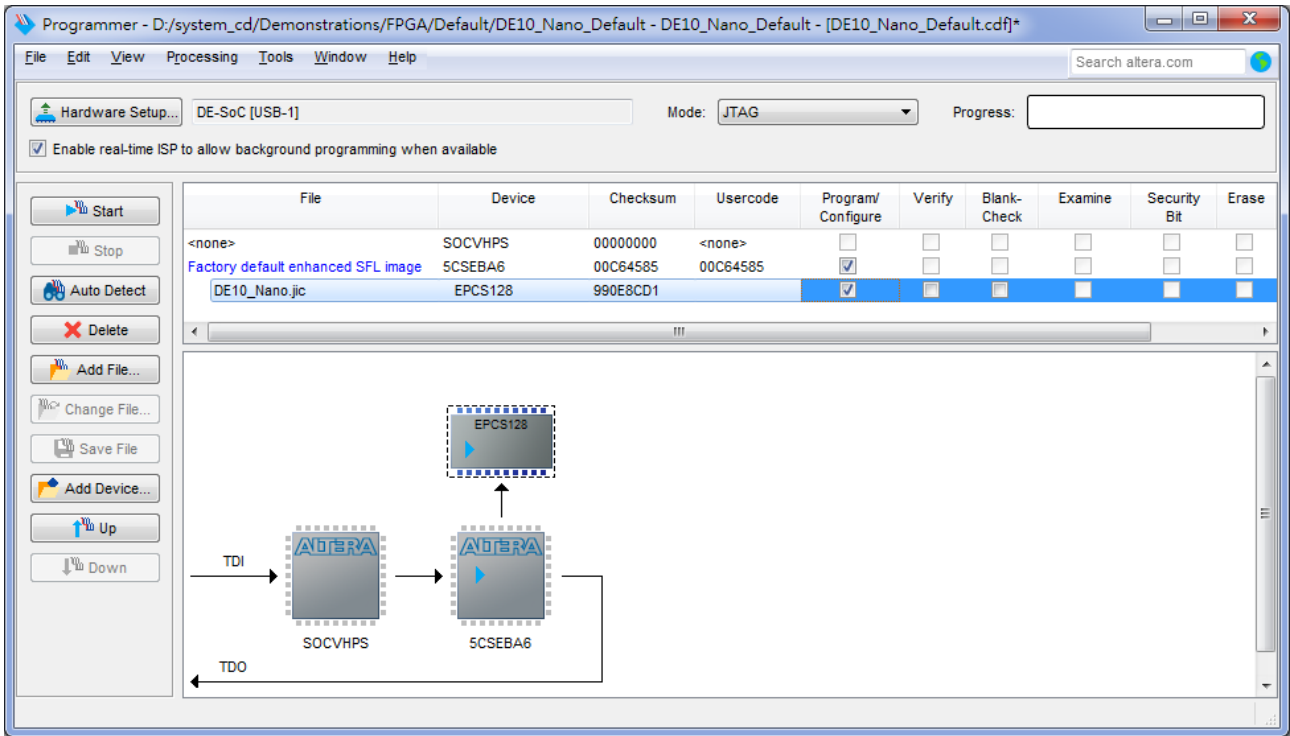 Programmer - D:/system_cd/Demonstrations/FPGA/Default/DE10_Nano_Default - DE10_Nano_Default - [DE10_Nano_Default.cdf]*
File Edit View Processing Tools Window Help
Search altera.com
Hardware Setup... DE-SoC [USB-1] Mode: JTAG Progress:
Enable real-time ISP to allow background programming when available
Start
Stop
Auto Detect
Delete
Add File...
Change File...
Save File
Add Device...
Up
Down
File Device Checksum Usercode Program/ Verify Blank- Examine Security Erase
Configure Check Bit
<none> SOCVHPS 00000000 <none>
Factory default enhanced SFL image 5CSEBA6 00C64585 00C64585
DE10_Nano.jic EPCS128 990E8CD1
EPCS128
ALTERA ALTERA
TDI
SOCVHPS 5CSEBA6
TDO